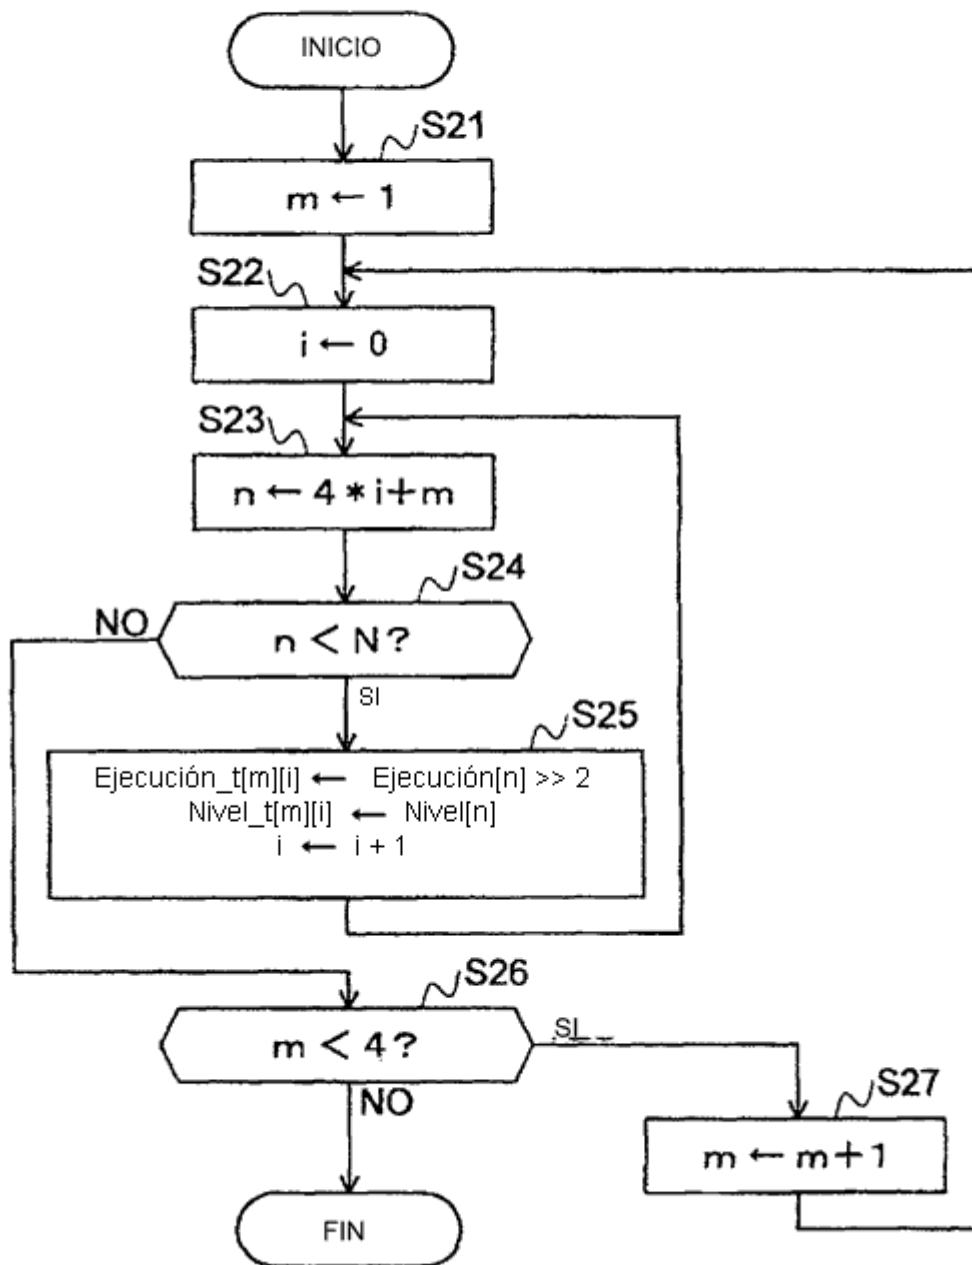 INICIO
S21
m ← 1
S22
i ← 0
S23
n ← 4 * i + m
S24
NO
n < N?
SI
S25
Ejecución_t[m][i] ← Ejecución[n] >> 2
Nivel_t[m][i] ← Nivel[n]
i ← i + 1
S26
m < 4?
SI
NO
S27
m ← m + 1
FIN